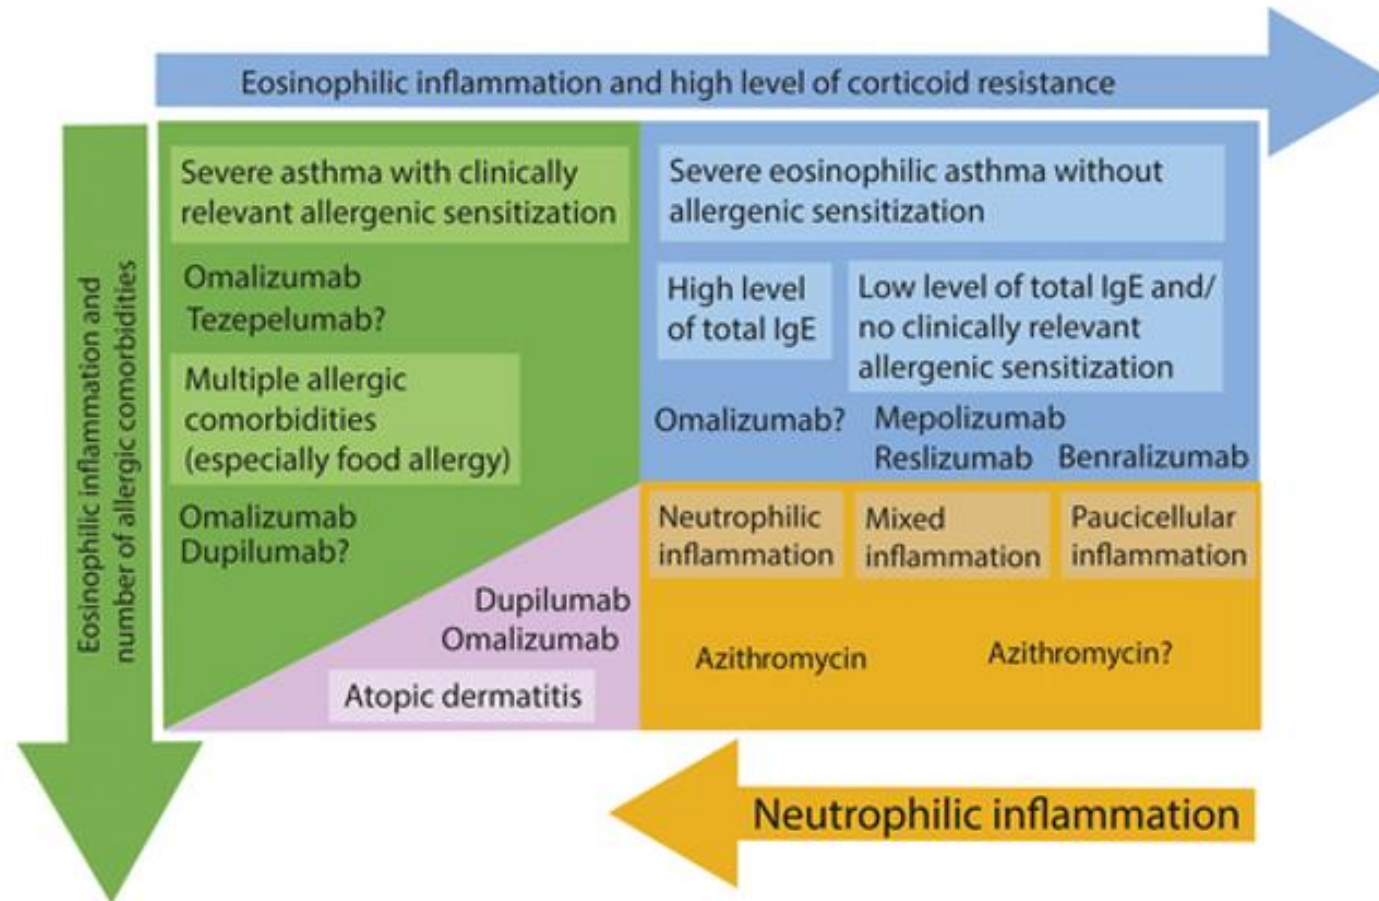 Eosinophilic inflammation and high level of corticoid resistance
Eosinophilic inflammation and
number of allergic comorbidities
Severe asthma with clinically
relevant allergenic sensitization
Omalizumab
Tezepelumab?
Multiple allergic
comorbidities
(especially food allergy)
Omalizumab
Dupilumab?
Dupilumab
Omalizumab
Atopic dermatitis
Severe eosinophilic asthma without
allergenic sensitization
High level
of total IgE
Low level of total IgE and/
no clinically relevant
allergenic sensitization
Omalizumab?
Mepolizumab
Reslizumab
Benralizumab
Neutrophilic
inflammation
Mixed
inflammation
Paucicellular
inflammation
Azithromycin
Azithromycin?
Neutrophilic inflammation